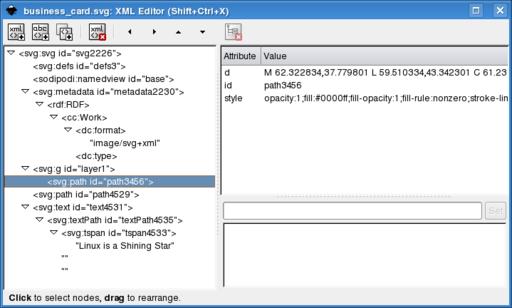 business_card.svg: XML Editor (Shift+Ctrl+X)
<svg:svg id="svg2226">
<svg:defs id="defs3">
<sodipodi:namedview id="base">
<svg:metadata id="metadata2230">
<rdf:RDF>
<cc:Work>
<dc:format>
"image/svg+xml"
<dc:type>
<svg:g id="layer1">
<svg:path id="path3456">
<svg:path id="path4529">
<svg:text id="text4531">
<svg:textPath id="textPath4535">
<svg:tspan id="tspan4533">
"Linux is a Shining Star"
""
""
Attribute Value
d M 62.322834,37.779801 L 59.510334,43.342301 C 61.23
id path3456
style opacity:1;fill:#0000ff;fill-opacity:1;fill-rule:nonzero;stroke-lin
Set
Click to select nodes, drag to rearrange.